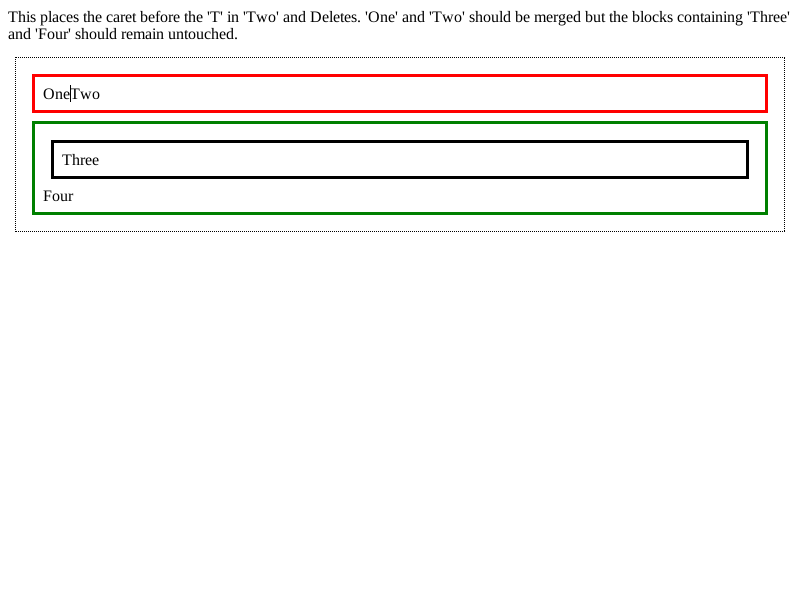 This places the caret before the 'T' in 'Two' and Deletes. 'One' and 'Two' should be merged but the blocks containing 'Three'
and 'Four' should remain untouched.
OneTwo
Three
Four